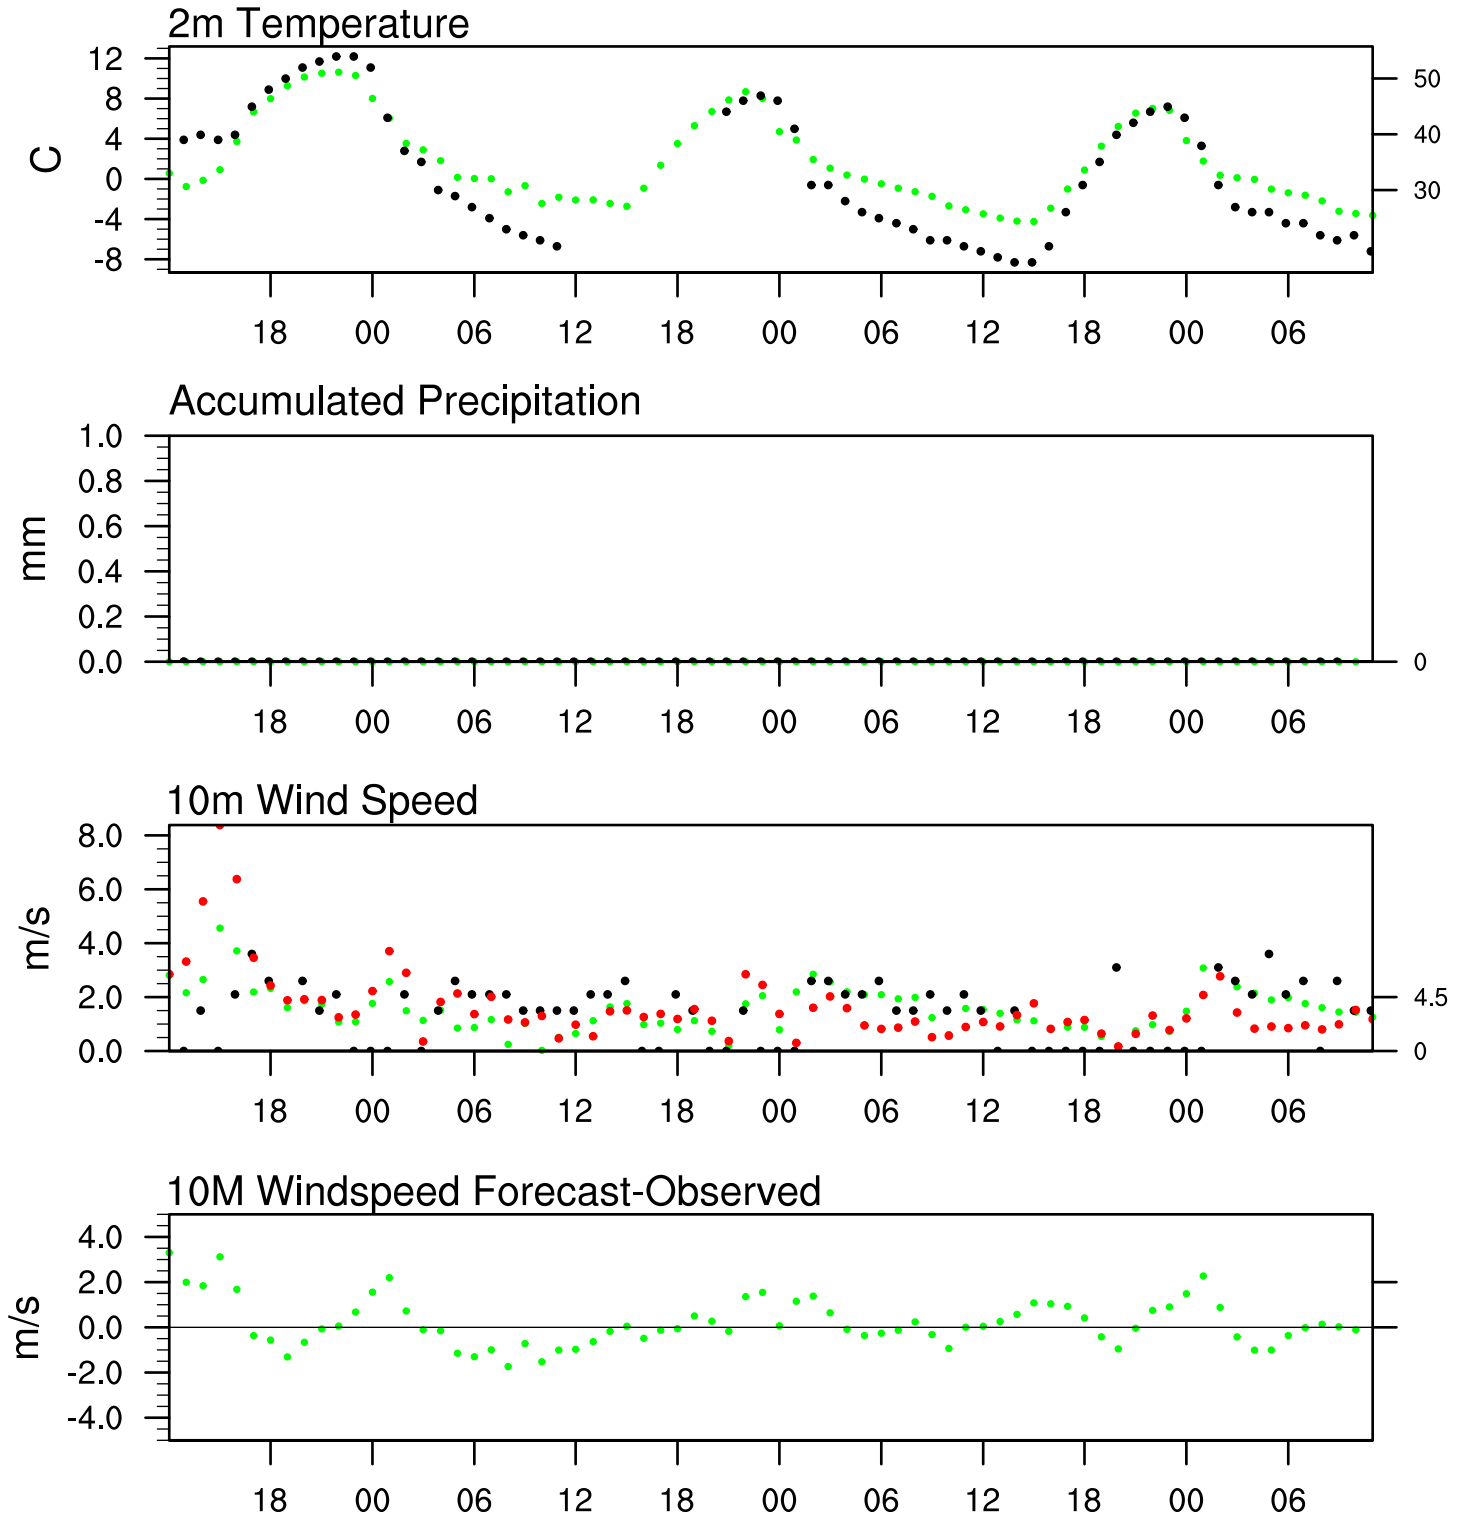 2m Temperature
12
8
4
0
-4
-8
C
50
40
30
18 00 06 12 18 00 06 12 18 00 06
Accumulated Precipitation
1.0
0.8
0.6
0.4
0.2
0.0
mm
0
18 00 06 12 18 00 06 12 18 00 06
10m Wind Speed
8.0
6.0
4.0
2.0
0.0
m/s
4.5
0
18 00 06 12 18 00 06 12 18 00 06
10M Windspeed Forecast-Observed
4.0
2.0
0.0
-2.0
-4.0
m/s
18 00 06 12 18 00 06 12 18 00 06